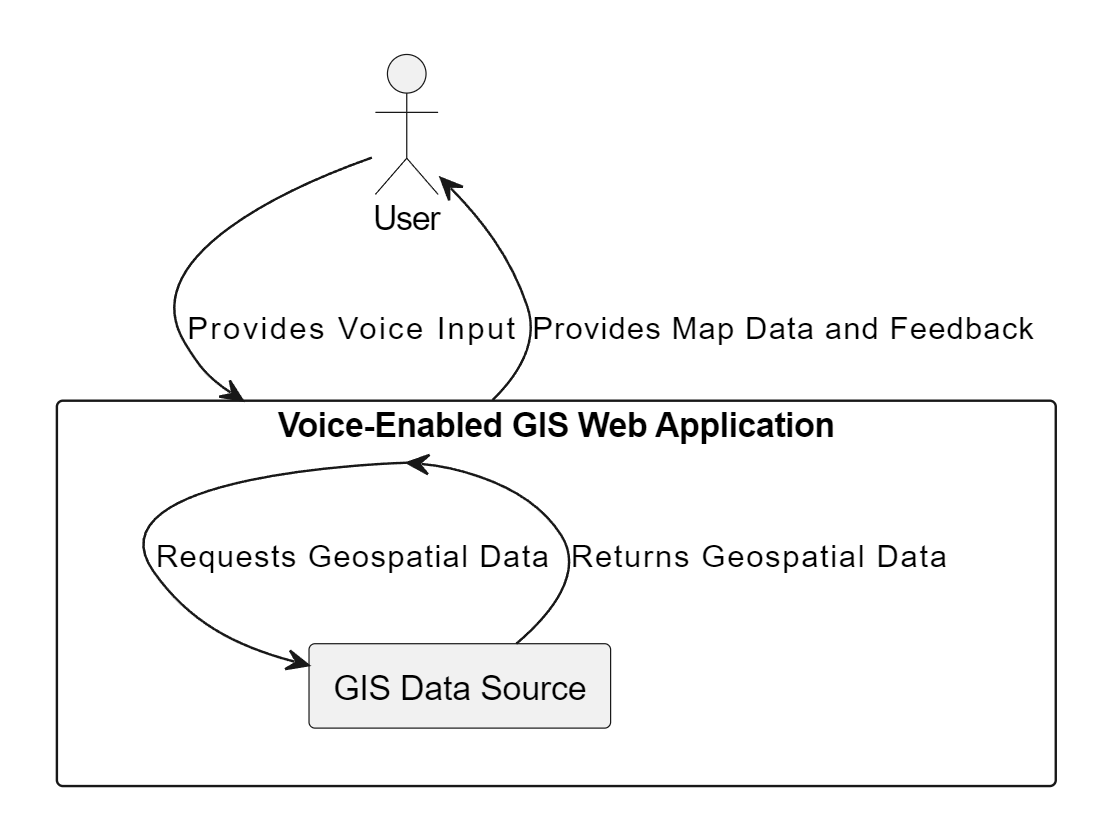 User
Provides Voice Input
Provides Map Data and Feedback
Voice-Enabled GIS Web Application
Requests Geospatial Data
Returns Geospatial Data
GIS Data Source